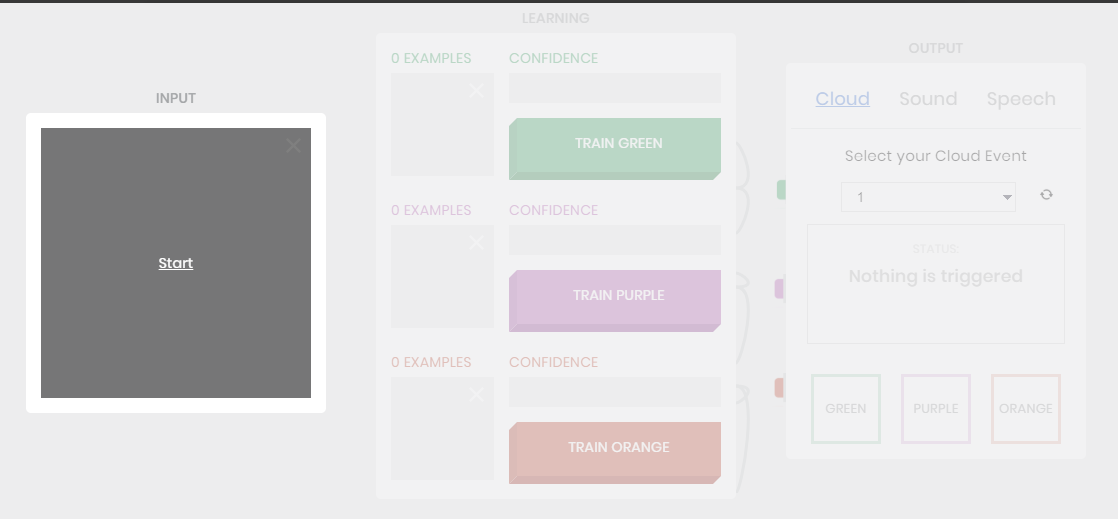 INPUT
Start
LEARNING
0 EXAMPLES CONFIDENCE
TRAIN GREEN
0 EXAMPLES CONFIDENCE
TRAIN PURPLE
0 EXAMPLES CONFIDENCE
TRAIN ORANGE
OUTPUT
Cloud Sound Speech
Select your Cloud Event
1
STATUS:
Nothing is triggered
GREEN PURPLE ORANGE